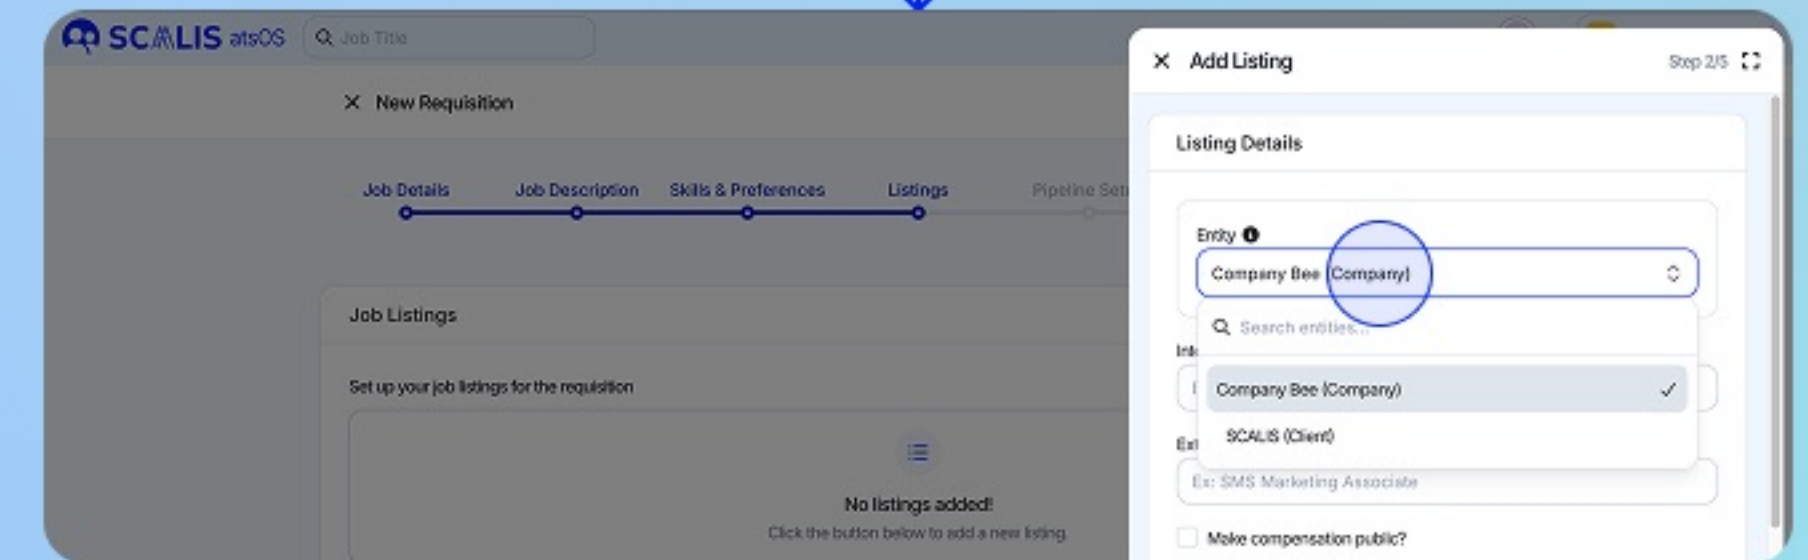 SCALIS atsOS
Job Title
New Requisition
Job Details
Job Description
Skills & Preferences
Listings
Pipeline
Job Listings
Set up your job listings for the requisition
No listings added!
Click the button below to add a new listing.
Add Listing
Step 2/5
Listing Details
Entity
Company Bee (Company)
Search entities...
Company Bee (Company)
SCALIS (Client)
Ex: SMS Marketing Associate
Make compensation public?